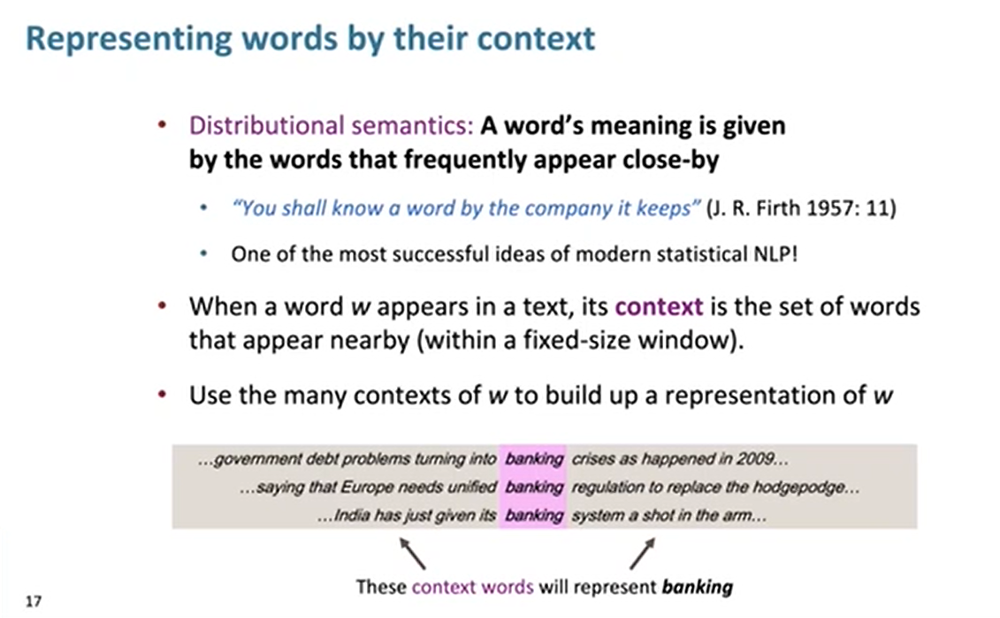 Representing words by their context
• Distributional semantics: A word's meaning is given
by the words that frequently appear close-by
• "You shall know a word by the company it keeps" (J. R. Firth 1957: 11)
• One of the most successful ideas of modern statistical NLP!
• When a word w appears in a text, its context is the set of words
that appear nearby (within a fixed-size window).
• Use the many contexts of w to build up a representation of w
…government debt problems turning into banking crises as happened in 2009…
…saying that Europe needs unified banking regulation to replace the hodgepodge…
…India has just given its banking system a shot in the arm…
These context words will represent banking
17